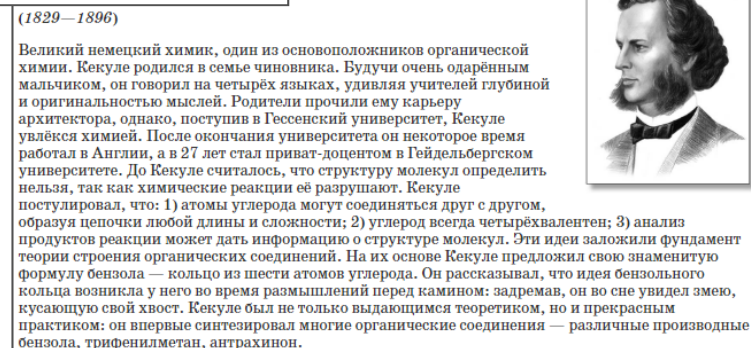 (1829—1896)
Великий немецкий химик, один из основоположников органической
химии. Кекуле родился в семье чиновника. Будучи очень одарённым
мальчиком, он говорил на четырёх языках, удивляя учителей глубиной
и оригинальностью мыслей. Родители прочили ему карьеру
архитектора, однако, поступив в Гессенский университет, Кекуле
увлёкся химией. После окончания университета он некоторое время
работал в Англии, а в 27 лет стал приват-доцентом в Гейдельбергском
университете. До Кекуле считалось, что структуру молекул определить
нельзя, так как химические реакции её разрушают. Кекуле
постулировал, что: 1) атомы углерода могут соединяться друг с другом,
образуя цепочки любой длины и сложности; 2) углерод всегда четырёхвалентен; 3) анализ
продуктов реакции может дать информацию о структуре молекул. Эти идеи заложили фундамент
теории строения органических соединений. На их основе Кекуле предложил свою знаменитую
формулу бензола — кольцо из шести атомов углерода. Он рассказывал, что идея бензольного
кольца возникла у него во время размышлений перед камином: задремав, он во сне увидел змею,
кусающую свой хвост. Кекуле был не только выдающимся теоретиком, но и прекрасным
практиком: он впервые синтезировал многие органические соединения — различные производные
бензола, трифенилметан, антрахинон.